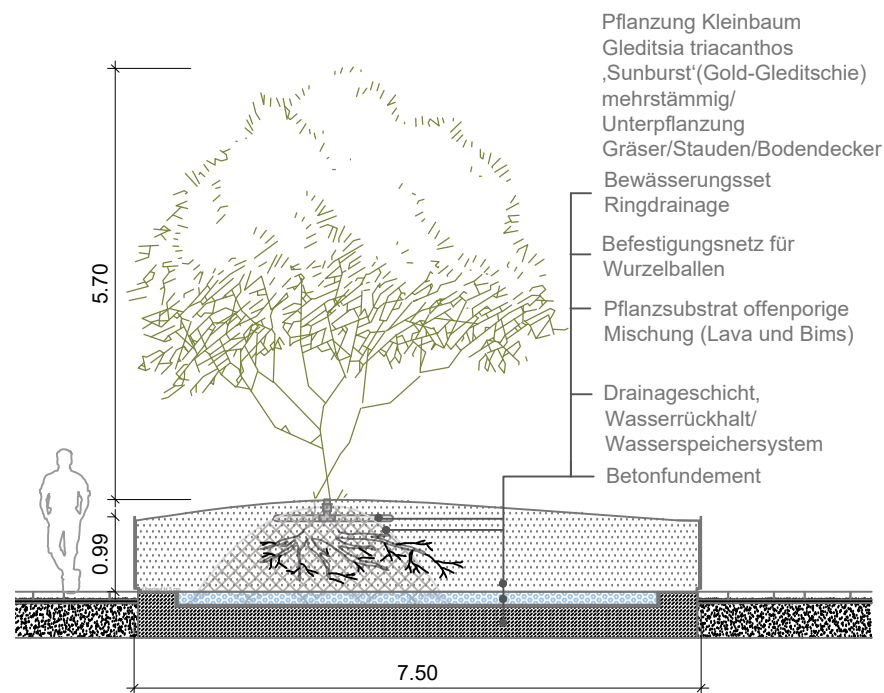 Pflanzung Kleinbaum
Gleditsia triacanthos
‚Sunburst‘(Gold-Gleditschie)
mehrstämmig/
Unterpflanzung
Gräser/Stauden/Bodendecker
Bewässerungsset
Ringdrainage
Befestigungsnetz für
Wurzelballen
Pflanzsubstrat offenporige
Mischung (Lava und Bims)
Drainageschicht,
Wasserrückhalt/
Wasserspeichersystem
Betonfundement
5.70
0.99
7.50